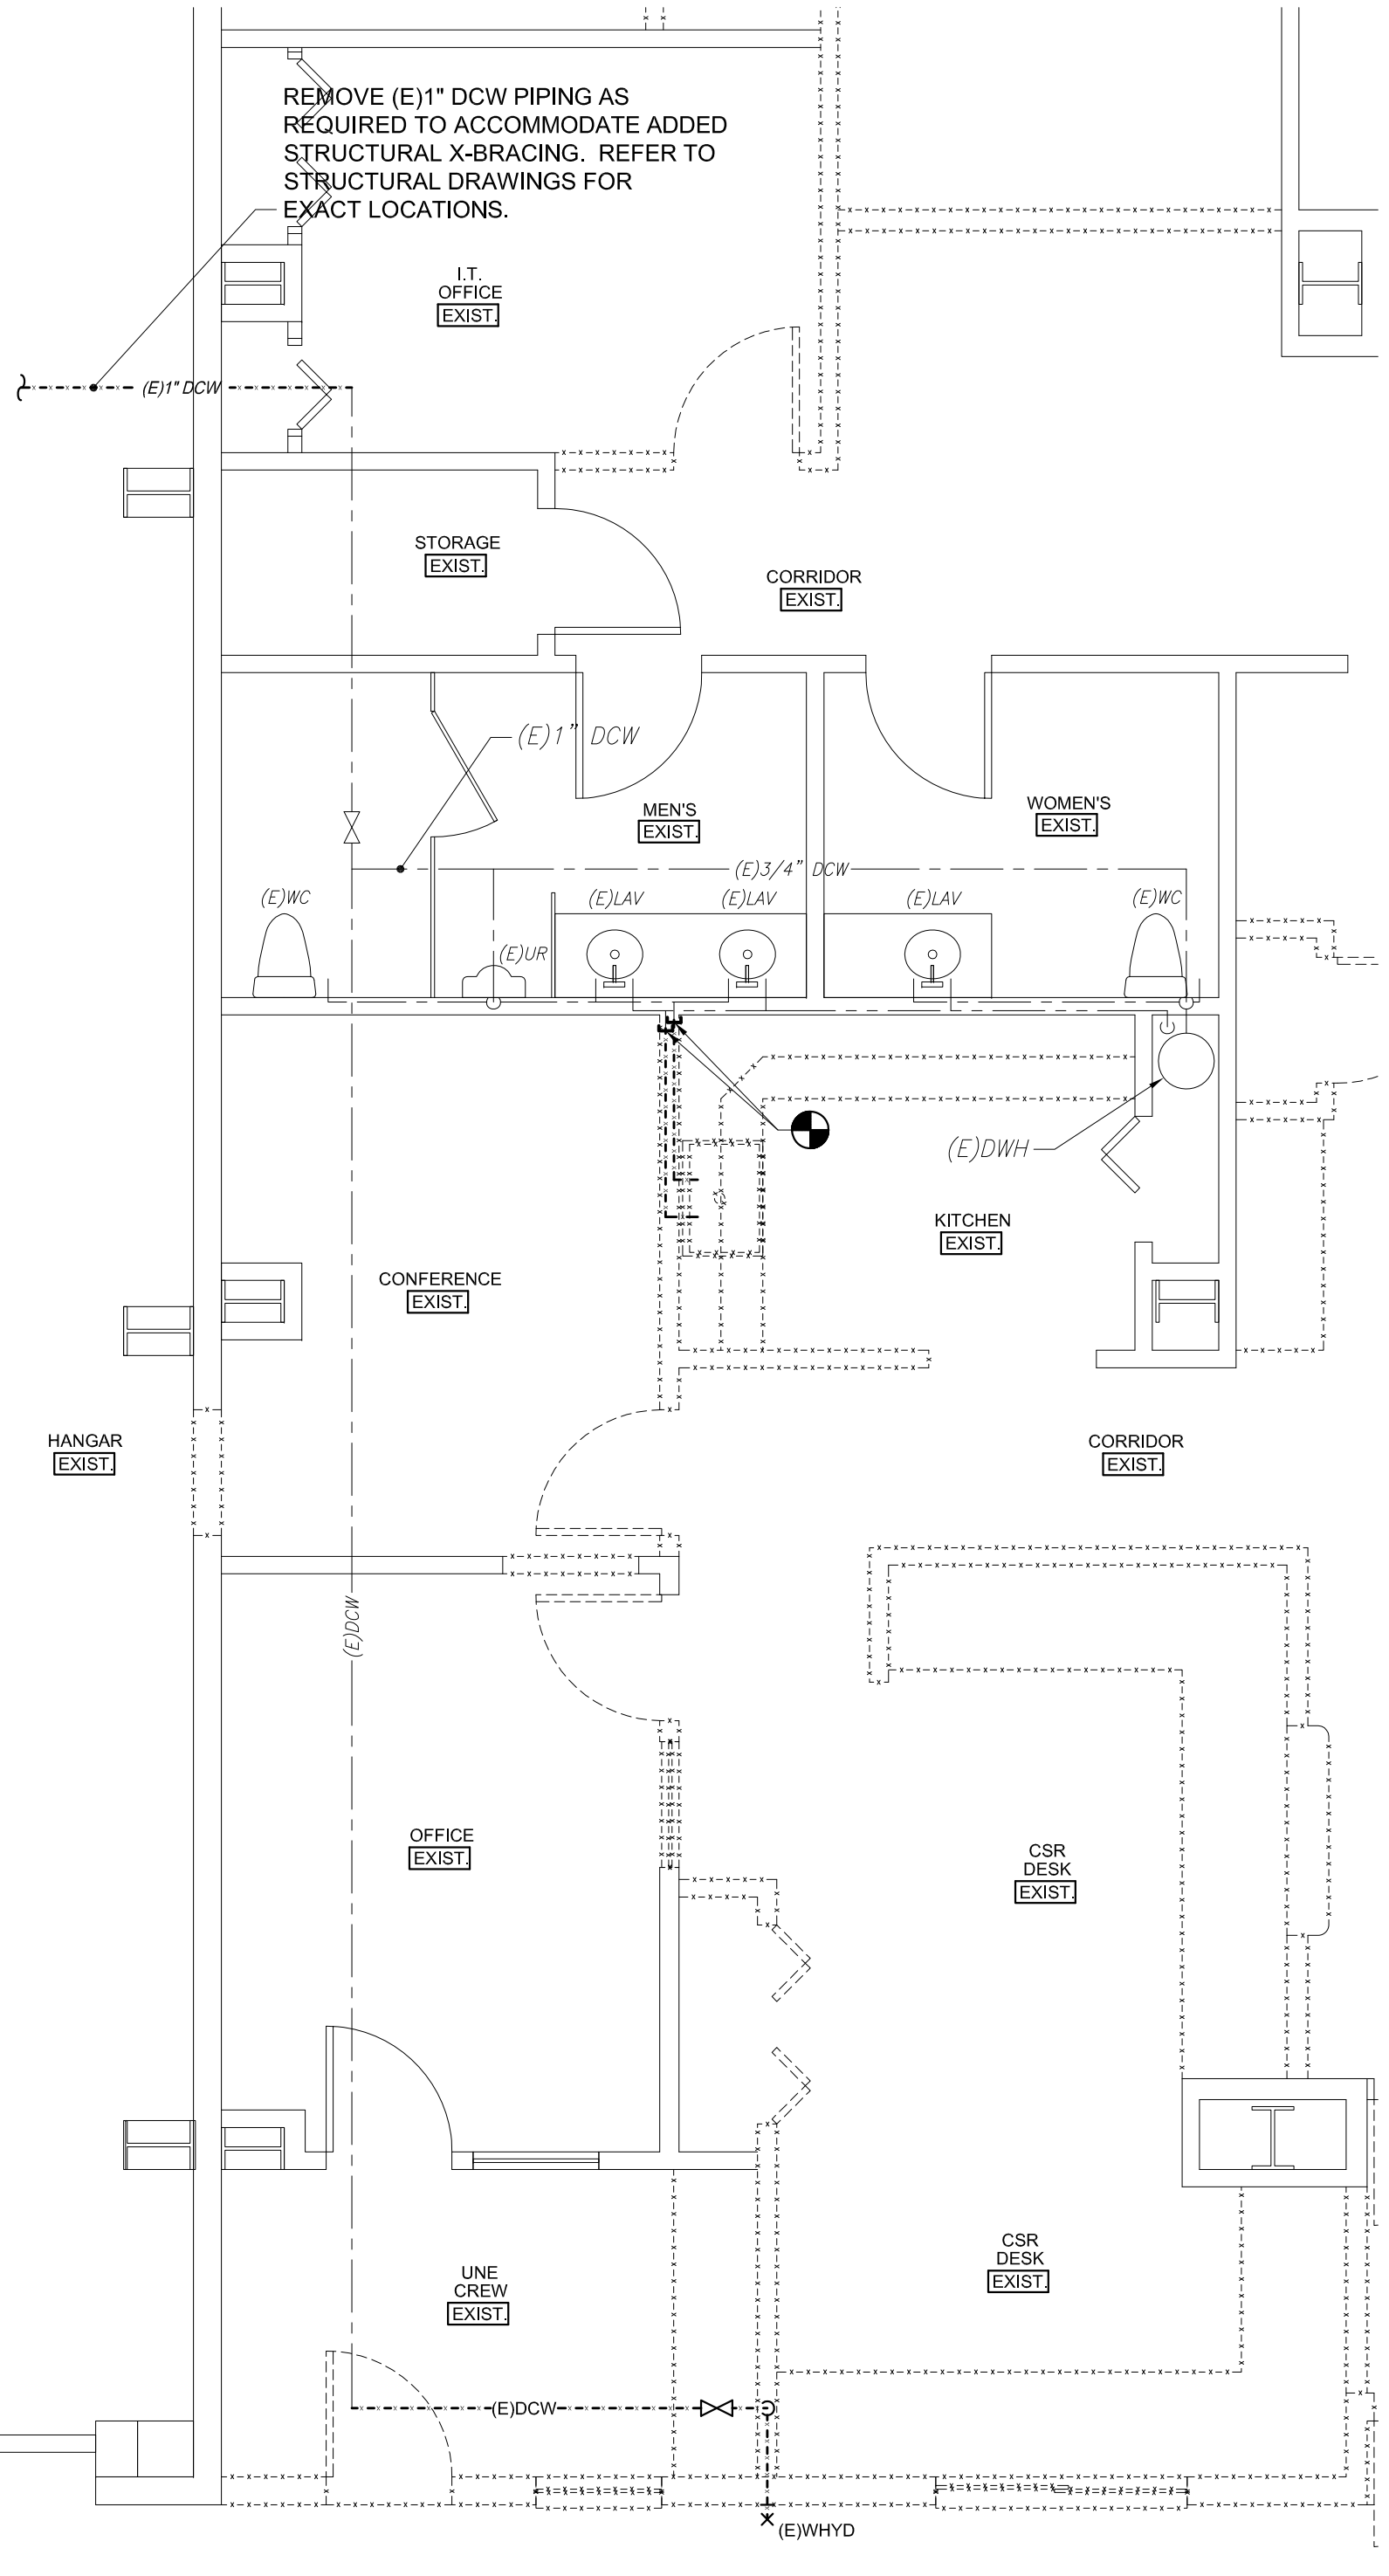 REMOVE (E)1" DCW PIPING AS
REQUIRED TO ACCOMMODATE ADDED
STRUCTURAL X-BRACING. REFER TO
STRUCTURAL DRAWINGS FOR
EXACT LOCATIONS.
I.T.
OFFICE
EXIST.
(E)1" DCW
STORAGE
EXIST.
CORRIDOR
EXIST.
(E)1" DCW
MEN'S
EXIST.
WOMEN'S
EXIST.
(E)3/4" DCW
(E)WC
(E)LAV
(E)LAV
(E)LAV
(E)WC
(E)UR
(E)DWH
KITCHEN
EXIST.
CONFERENCE
EXIST.
HANGAR
EXIST.
CORRIDOR
EXIST.
(E)DCW
OFFICE
EXIST.
CSR
DESK
EXIST.
CSR
DESK
EXIST.
UNE
CREW
EXIST.
(E)DCW
(E)WHYD